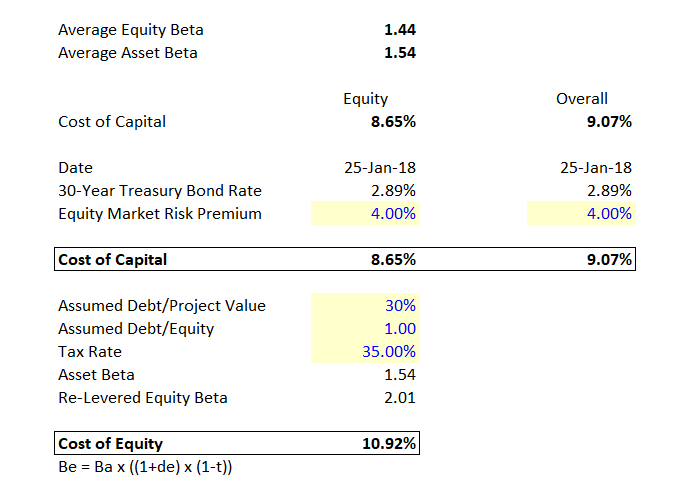 Average Equity Beta 1.44
Average Asset Beta 1.54
Equity Overall
Cost of Capital 8.65% 9.07%
Date 25-Jan-18 25-Jan-18
30-Year Treasury Bond Rate 2.89% 2.89%
Equity Market Risk Premium 4.00% 4.00%
Cost of Capital 8.65% 9.07%
Assumed Debt/Project Value 30%
Assumed Debt/Equity 1.00
Tax Rate 35.00%
Asset Beta 1.54
Re-Levered Equity Beta 2.01
Cost of Equity 10.92%
Be = Ba x ((1+de) x (1-t))